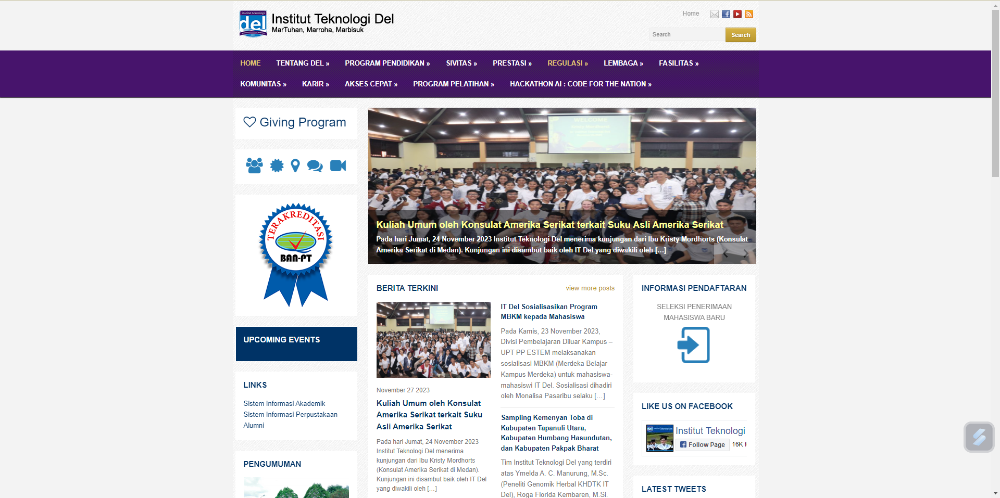 institut teknologi
del
Institut Teknologi Del
MarTuhan, Marroha, Marbisuk
Home
Search
Search
HOME
TENTANG DEL »
PROGRAM PENDIDIKAN »
SIVITAS »
PRESTASI »
REGULASI »
LEMBAGA »
FASILITAS »
KOMUNITAS »
KARIR »
AKSES CEPAT »
PROGRAM PELATIHAN »
HACKATHON AI : CODE FOR THE NATION »
Giving Program
TERAKREDITASI
BAN-PT
UPCOMING EVENTS
LINKS
Sistem Informasi Akademik
Sistem Informasi Perpustakaan
Alumni
PENGUMUMAN
WELCOME
Kuliah Umum oleh Konsulat Amerika Serikat terkait Suku Asli Amerika Serikat
Pada hari Jumat, 24 November 2023 Institut Teknologi Del menerima kunjungan dari Ibu Kristy Mordhorts (Konsulat
Amerika Serikat di Medan). Kunjungan ini disambut baik oleh IT Del yang diwakili oleh [...]
BERITA TERKINI
view more posts
November 27 2023
Kuliah Umum oleh Konsulat
Amerika Serikat terkait Suku
Asli Amerika Serikat
Pada hari Jumat, 24 November 2023
Institut Teknologi Del menerima
kunjungan dari Ibu Kristy Mordhorts
(Konsulat Amerika Serikat di Medan).
Kunjungan ini disambut baik oleh IT Del
yang diwakili oleh [...]
IT Del Sosialisasikan Program
MBKM kepada Mahasiswa
Pada Kamis, 23 November 2023,
Divisi Pembelajaran Diluar Kampus –
UPT PP ESTEM melaksanakan
sosialisasi MBKM (Merdeka Belajar
Kampus Merdeka) untuk mahasiswa-
mahasiswi IT Del. Sosialisasi dihadiri
oleh Monalisa Pasaribu selaku [...]
Sampling Kemenyan Toba di
Kabupaten Tapanuli Utara,
Kabupaten Humbang Hasundutan,
dan Kabupaten Pakpak Bharat
Tim Institut Teknologi Del yang terdiri
atas Ymelda A. C. Manurung, M.Sc.
(Peneliti Genomik Herbal KHDTK IT
Del), Roga Florida Kembaren, M.Si.
INFORMASI PENDAFTARAN
SELEKSI PENERIMAAN
MAHASISWA BARU
LIKE US ON FACEBOOK
Institut Teknologi
Follow Page
16K f
LATEST TWEETS